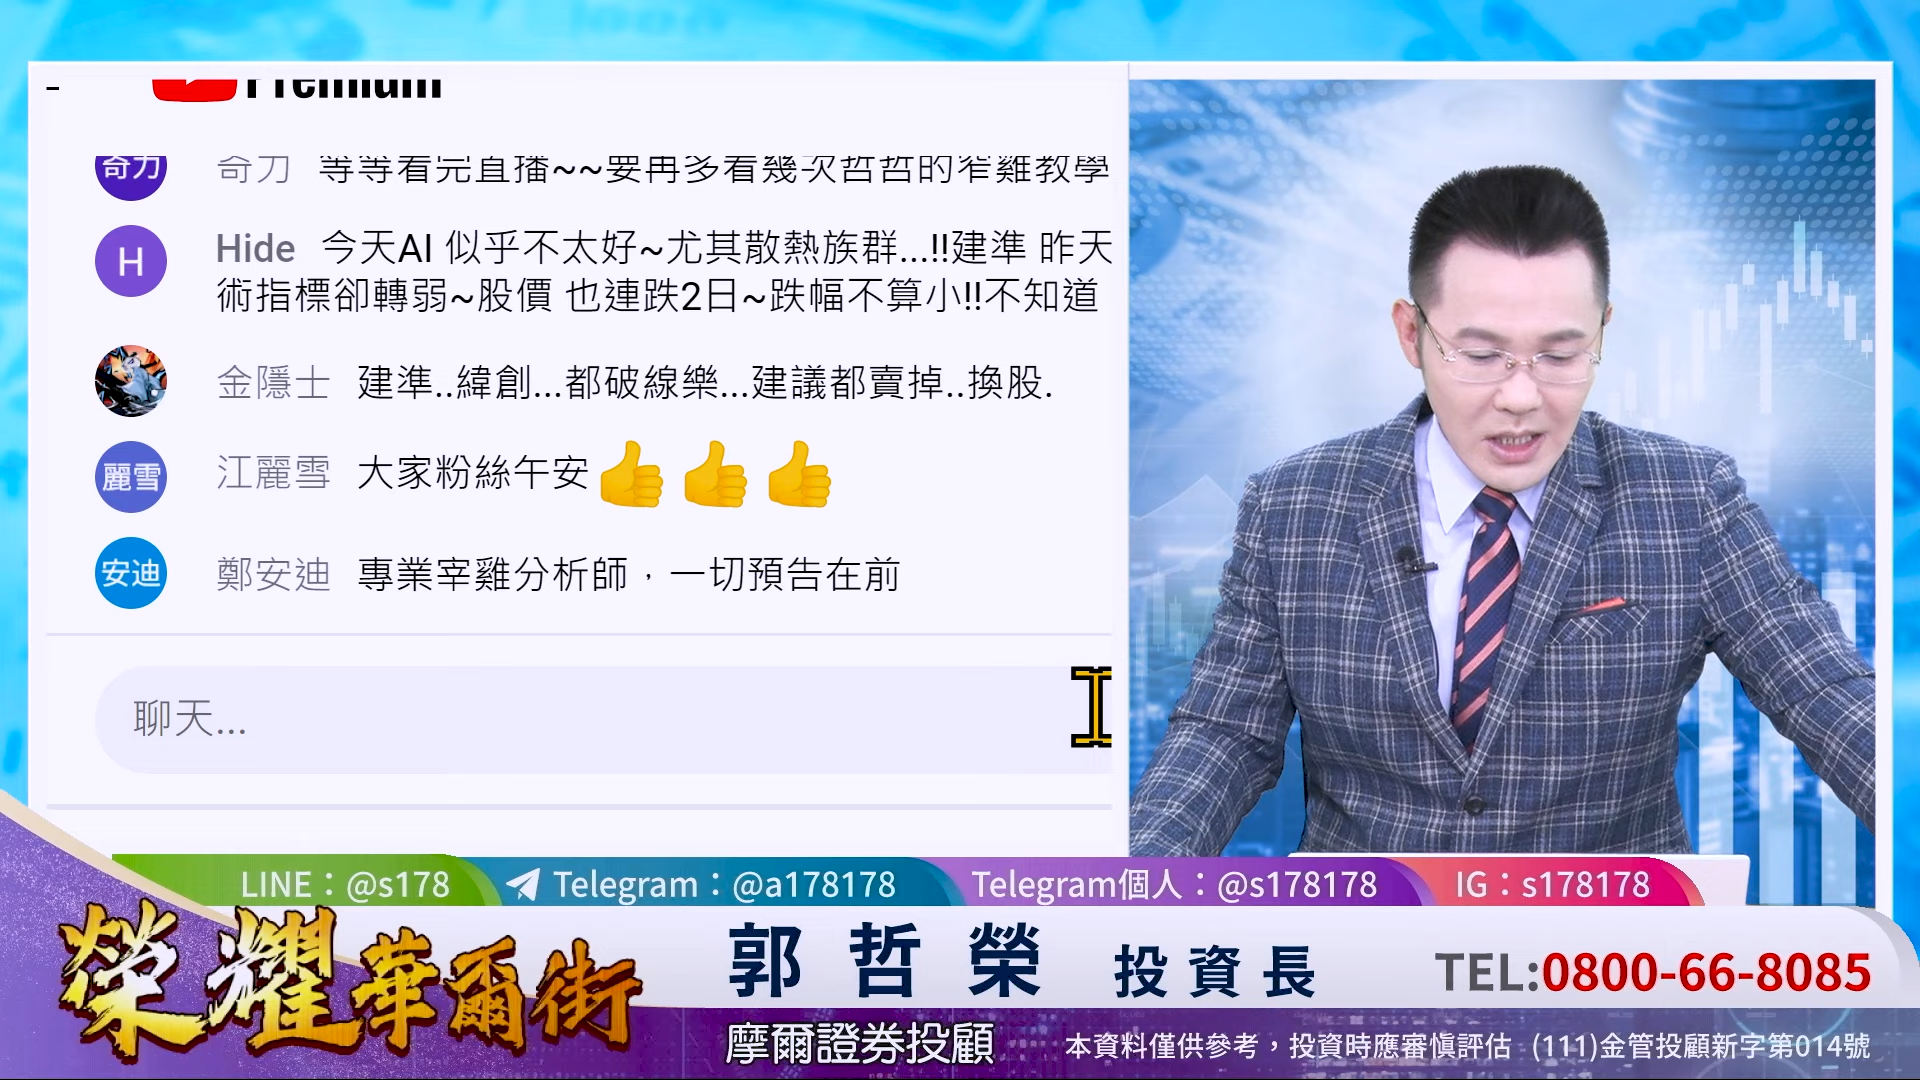 Premium
奇刀 奇刀 等等看完直播~~要再多看幾次哲哲的窄雞教學
H Hide 今天AI 似乎不太好~尤其散熱族群...!!建準 昨天
術指標卻轉弱~股價 也連跌2日~跌幅不算小!!不知道
金隱士 建準..緯創...都破線樂...建議都賣掉..換股.
麗雪 江麗雪 大家粉絲午安👍👍👍
安迪 鄭安迪 專業宰雞分析師，一切預告在前
聊天...
LINE：@s178 Telegram：@a178178 Telegram個人：@s178178 IG：s178178
榮耀華爾街
郭哲榮 投資長
TEL:0800-66-8085
摩爾證券投顧
本資料僅供參考，投資時應審慎評估 (111)金管投顧新字第014號